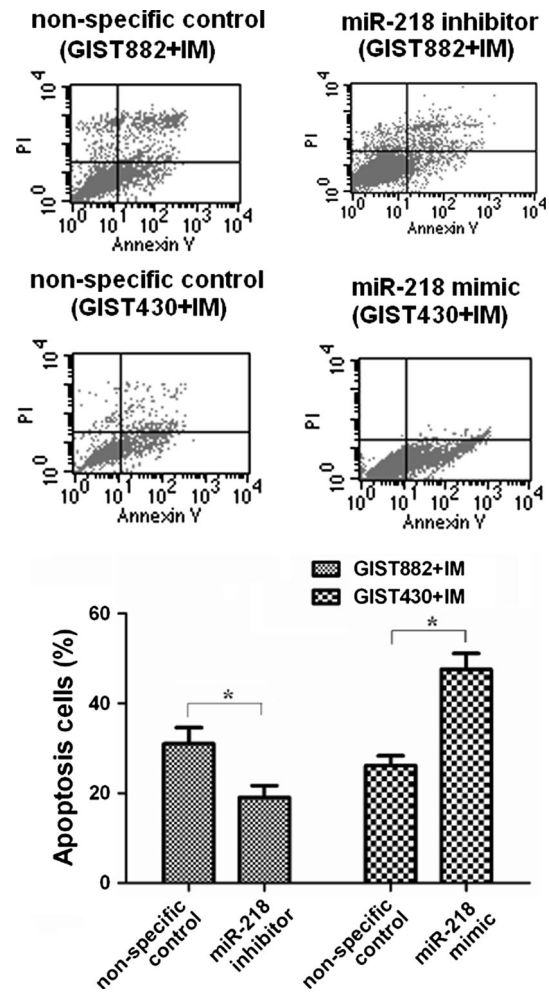 non-specific control
(GIST882+IM)
miR-218 inhibitor
(GIST882+IM)
10^4
PI
10^0
10^0 10^1 10^2 10^3 10^4
Annexin V
10^4
PI
10^0
10^0 10^1 10^2 10^3 10^4
Annexin V
non-specific control
(GIST430+IM)
miR-218 mimic
(GIST430+IM)
10^4
PI
10^0
10^0 10^1 10^2 10^3 10^4
Annexin V
10^4
PI
10^0
10^0 10^1 10^2 10^3 10^4
Annexin V
GIST882+IM
GIST430+IM
Apoptosis cells (%)
60
40
20
0
*
*
non-specific
control
miR-218
inhibitor
non-specific
control
miR-218
mimic